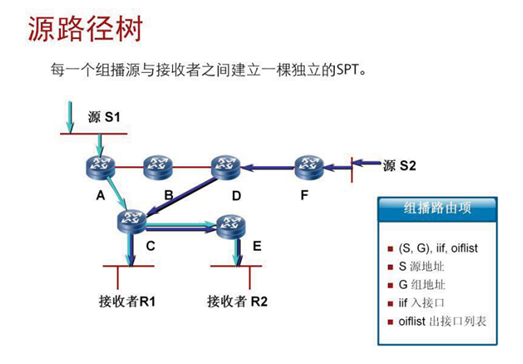 源路径树
每一个组播源与接收者之间建立一棵独立的SPT。
源 S1
源 S2
A
B
D
F
C
E
接收者R1
接收者 R2
组播路由项
(S, G), iif, oiflist
S 源地址
G 组地址
iif 入接口
oiflist 出接口列表